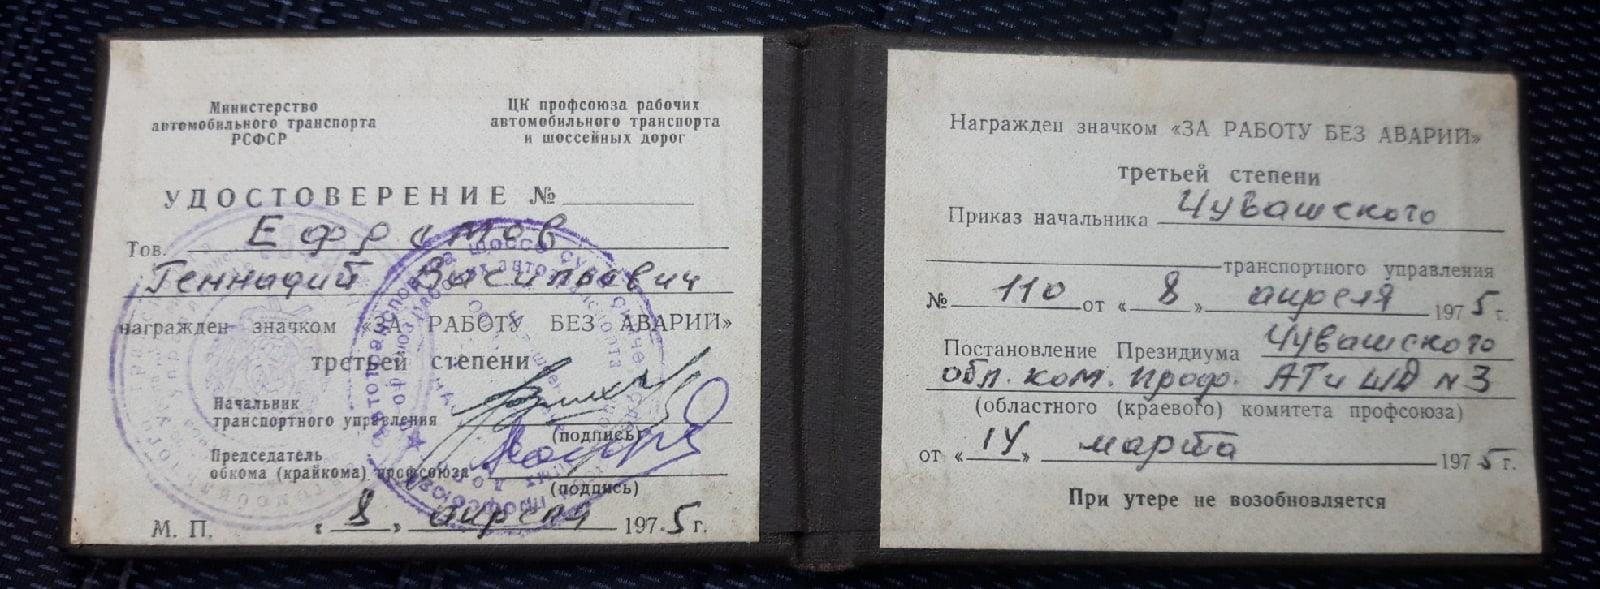 Министерство
автомобильного транспорта
РСФСР
ЦК профсоюза рабочих
автомобильного транспорта
и шоссейных дорог
УДОСТОВЕРЕНИЕ №
Тов. Ефратов
Геннадий Васильевич
награжден значком «ЗА РАБОТУ БЕЗ АВАРИЙ»
третьей степени
Начальник
транспортного управления
(подпись)
Председатель
обкома (крайкома) профсоюза
(подпись)
М. П. «8» апреля 1975 г.
Награжден значком «ЗА РАБОТУ БЕЗ АВАРИЙ»
третьей степени
Приказ начальника Чувашского
транспортного управления
№ 110 от «8» апреля 1975 г.
Постановление Президиума Чувашского
обл. ком. проф. АТ и ШД № 3
(областного (краевого) комитета профсоюза)
от «14» марта 1975 г.
При утере не возобновляется